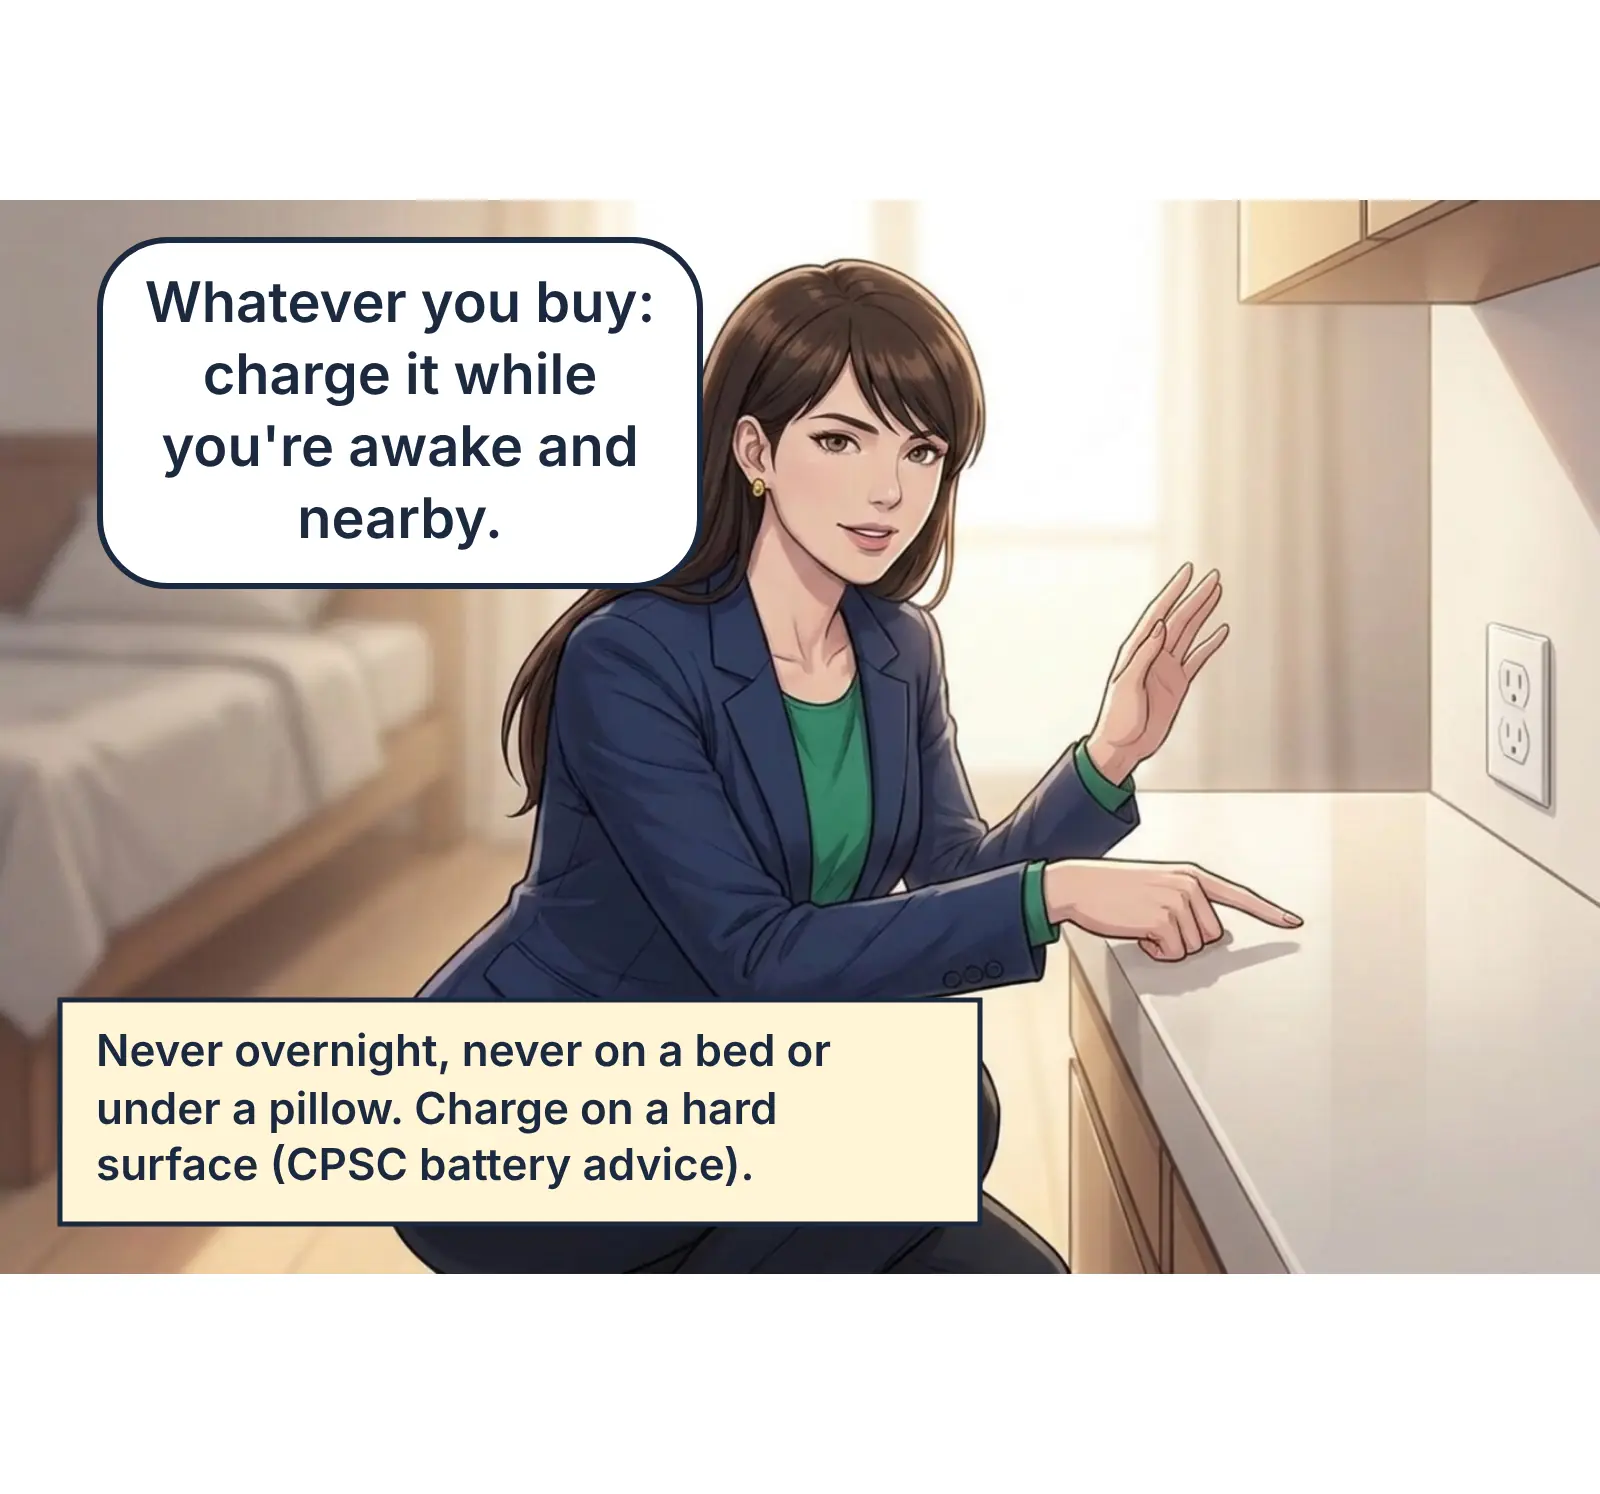 Whatever you buy:
charge it while
you're awake and
nearby.
Never overnight, never on a bed or
under a pillow. Charge on a hard
surface (CPSC battery advice).